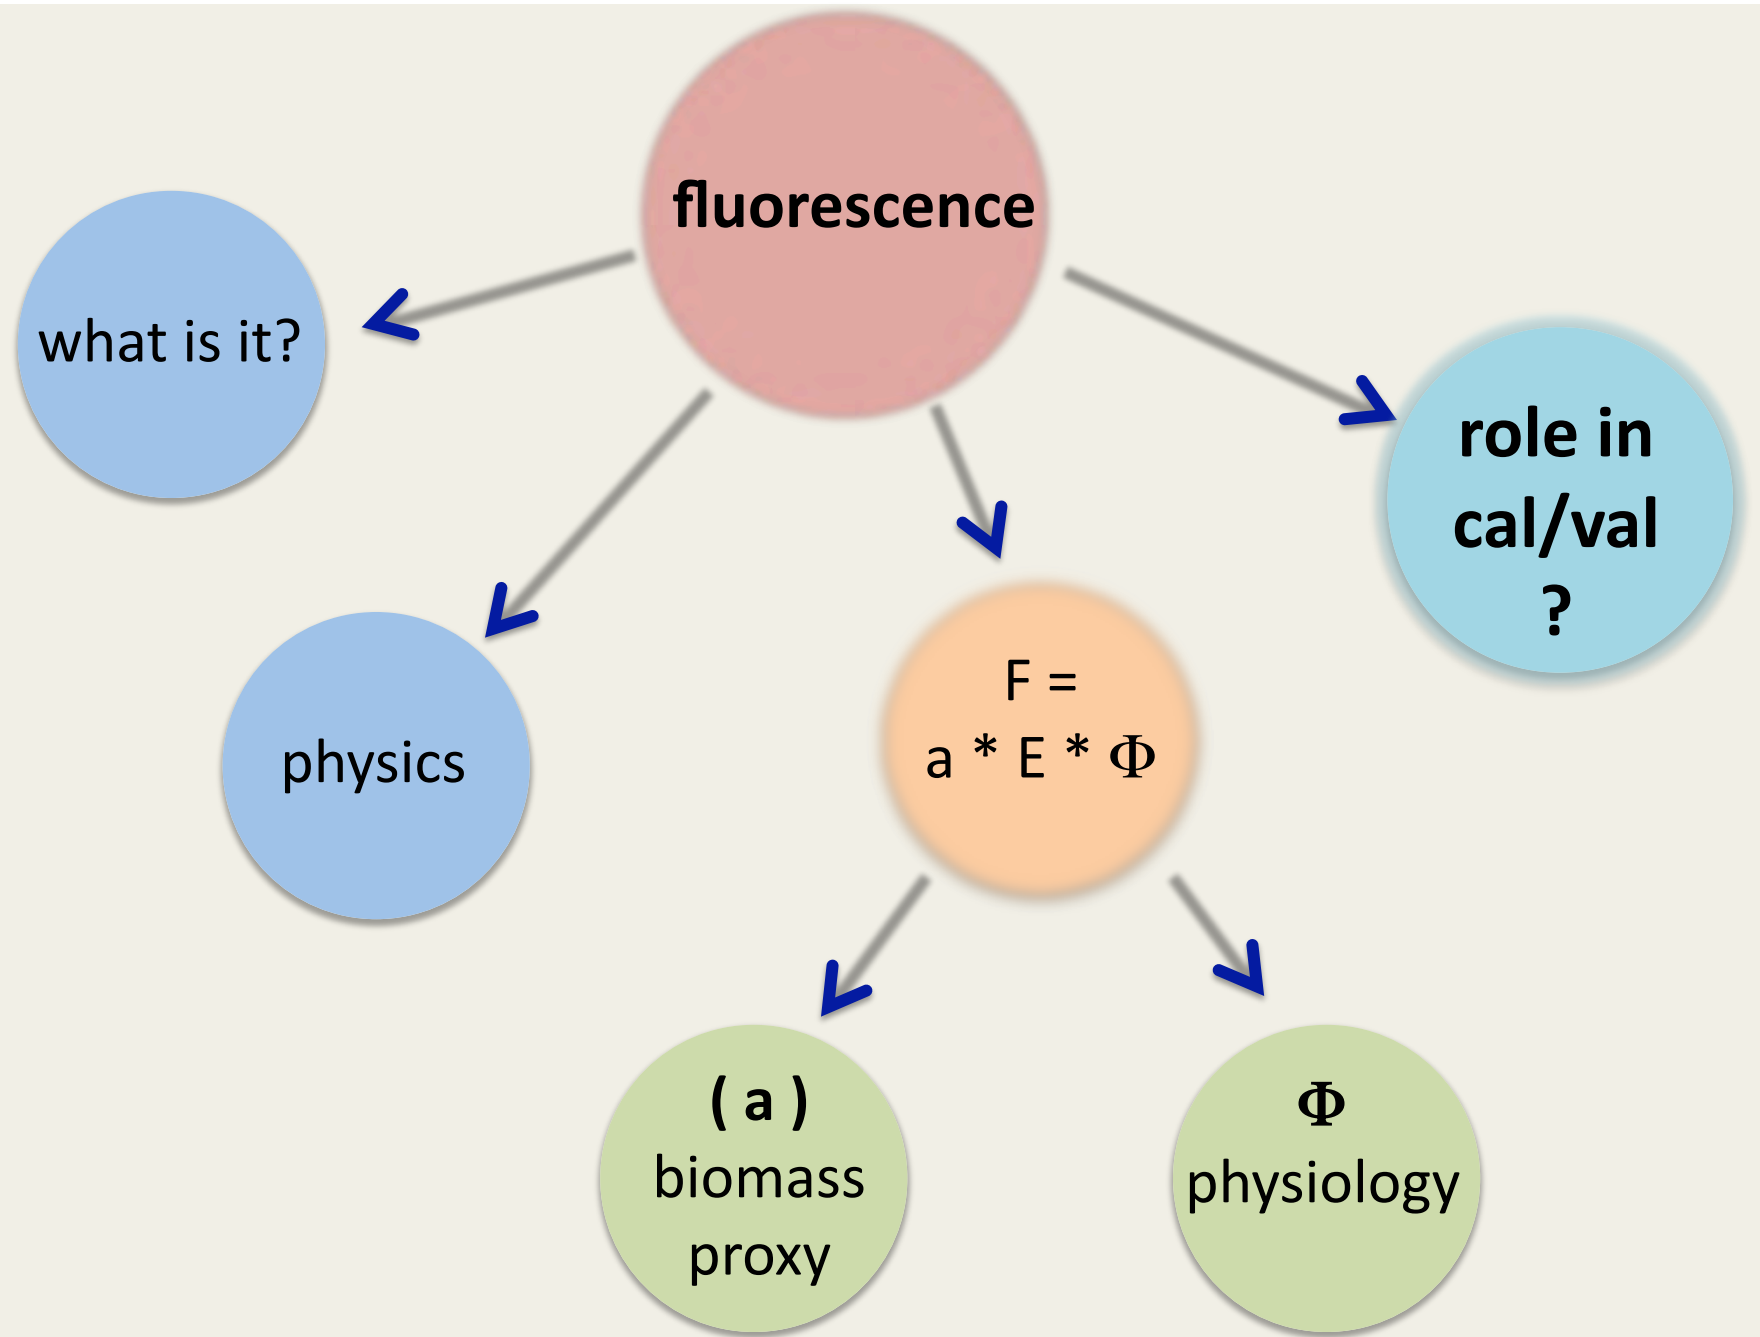 fluorescence
what is it?
role in
cal/val
?
physics
F =
a * E * Φ
( a )
biomass
proxy
Φ
physiology